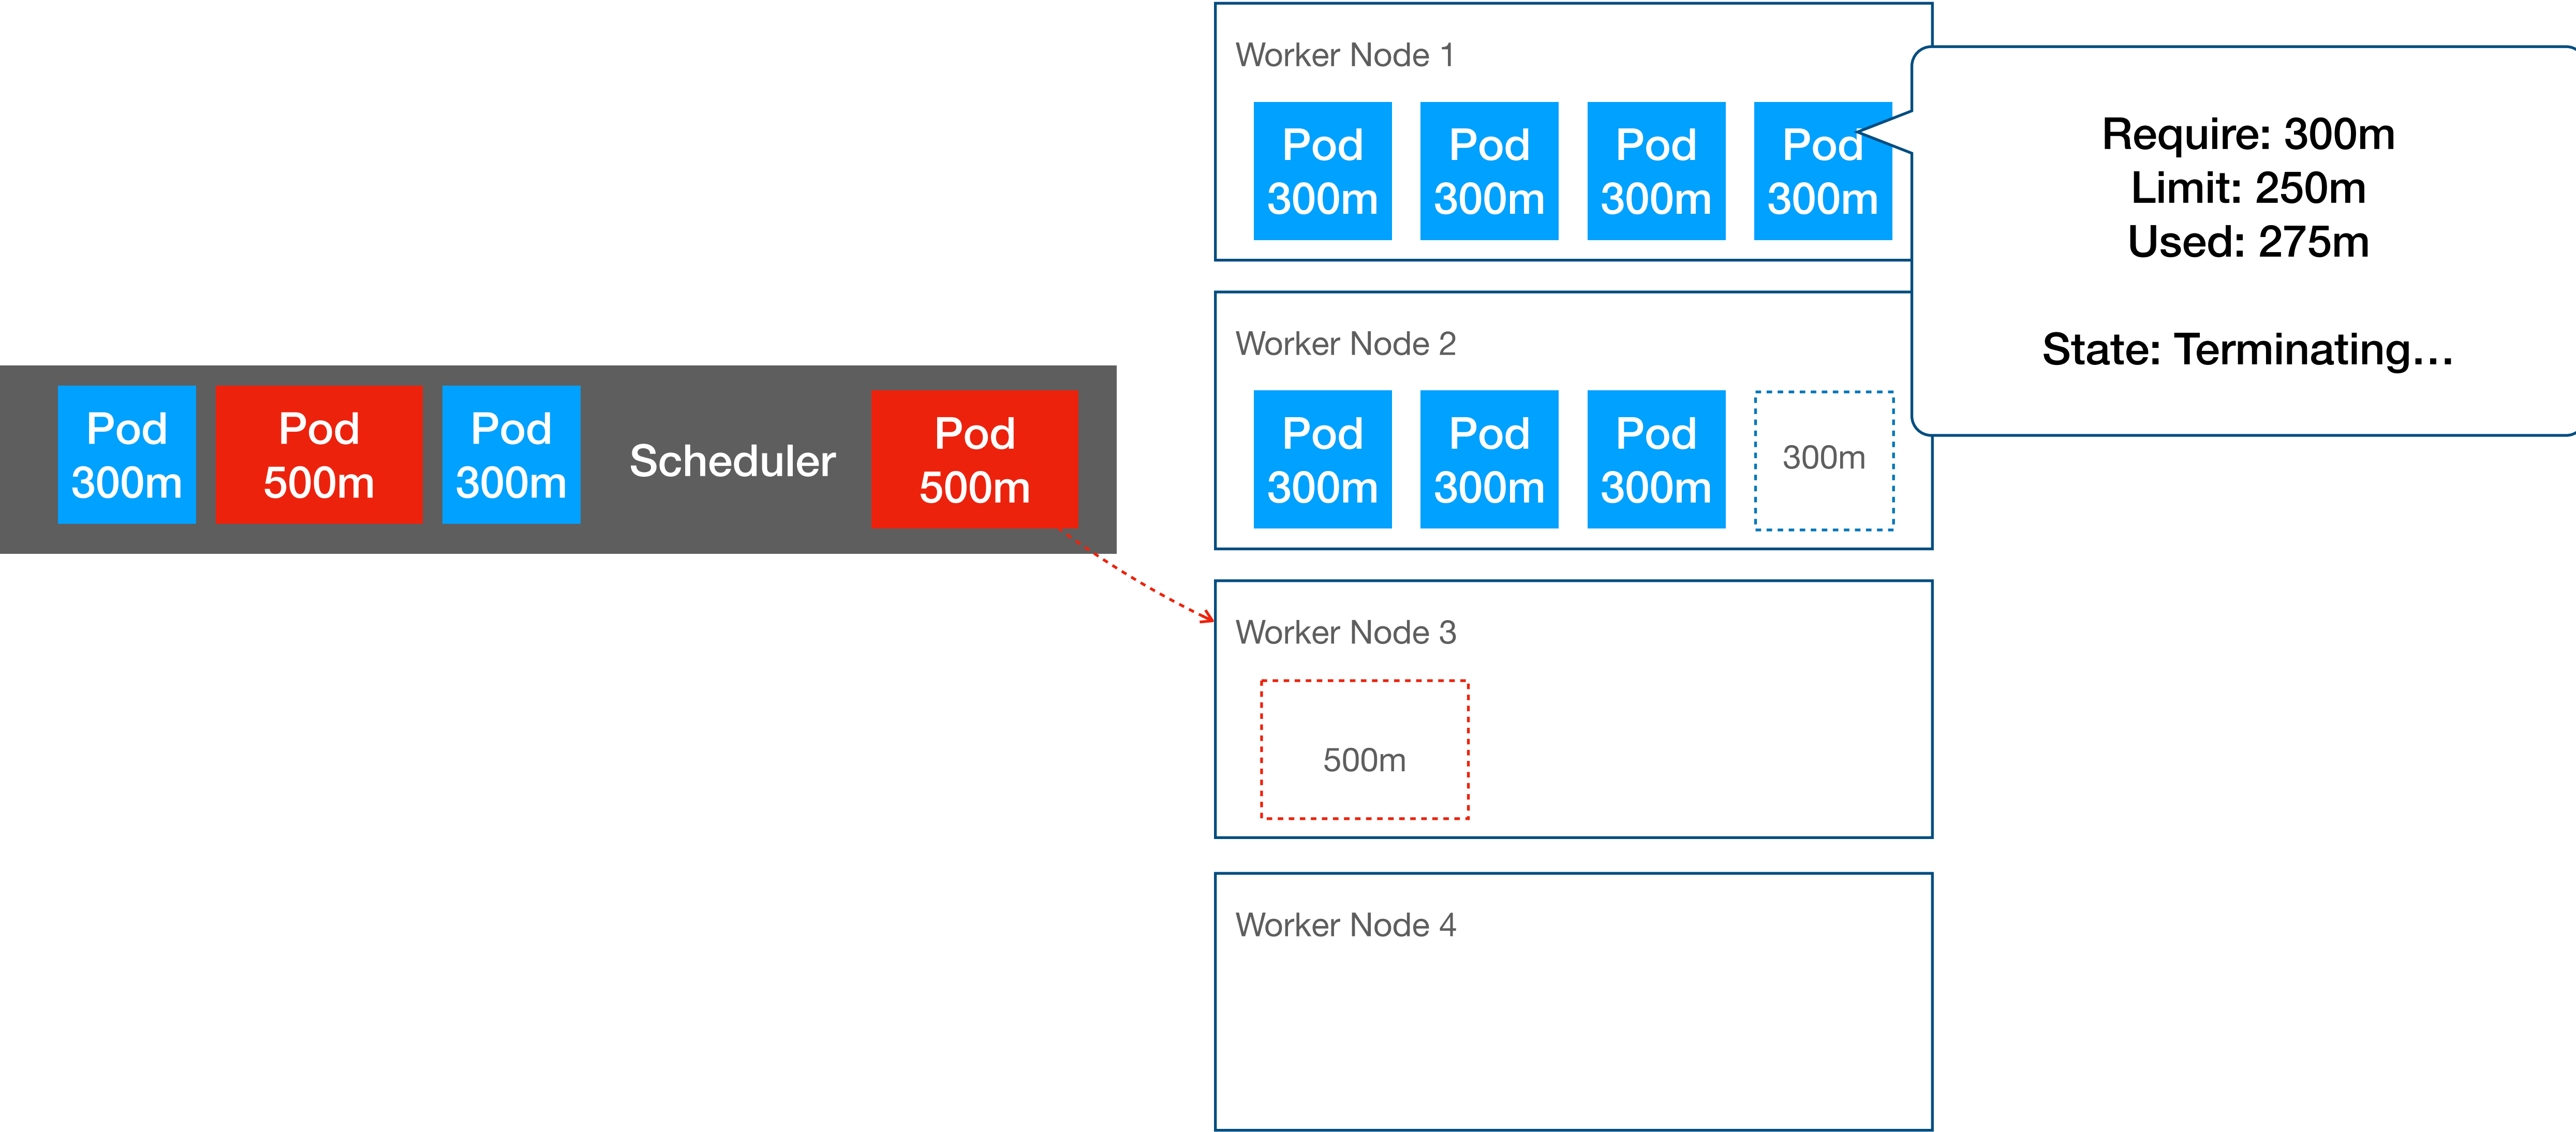 Worker Node 1
Pod
300m
Pod
300m
Pod
300m
Pod
300m
Require: 300m
Limit: 250m
Used: 275m
State: Terminating...
Worker Node 2
Pod
300m
Pod
300m
Pod
300m
300m
Pod
300m
Pod
500m
Pod
300m
Scheduler
Pod
500m
Worker Node 3
500m
Worker Node 4